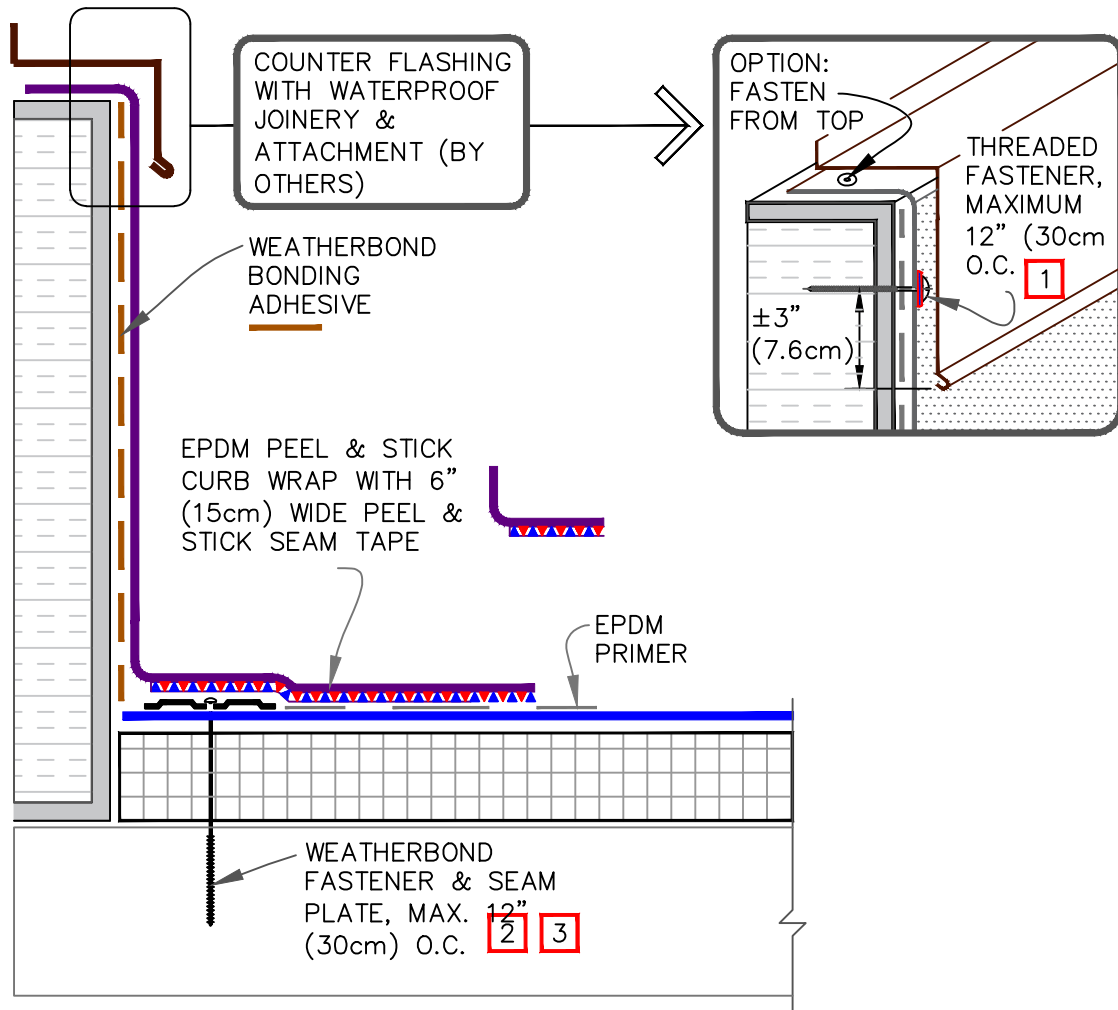 COUNTER FLASHING
WITH WATERPROOF
JOINERY &
ATTACHMENT (BY
OTHERS)
OPTION:
FASTEN
FROM TOP
THREADED
FASTENER,
MAXIMUM
12" (30cm
O.C. 1
±3"
(7.6cm)
WEATHERBOND
BONDING
ADHESIVE
EPDM PEEL & STICK
CURB WRAP WITH 6"
(15cm) WIDE PEEL &
STICK SEAM TAPE
EPDM
PRIMER
WEATHERBOND
FASTENER & SEAM
PLATE, MAX. 12"
(30cm) O.C. 2 3